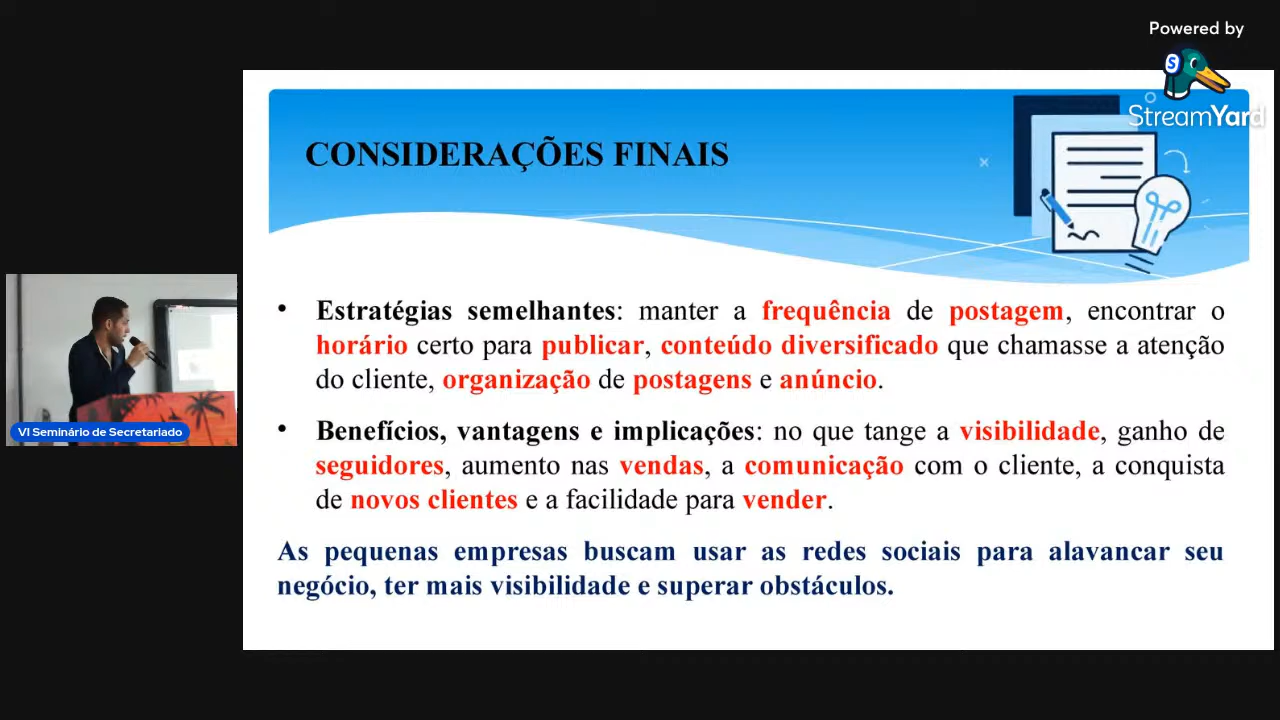 Powered by
S
StreamYard
CONSIDERAÇÕES FINAIS
• Estratégias semelhantes: manter a frequência de postagem, encontrar o
horário certo para publicar, conteúdo diversificado que chamasse a atenção
do cliente, organização de postagens e anúncio.
• Benefícios, vantagens e implicações: no que tange a visibilidade, ganho de
seguidores, aumento nas vendas, a comunicação com o cliente, a conquista
de novos clientes e a facilidade para vender.
As pequenas empresas buscam usar as redes sociais para alavancar seu
negócio, ter mais visibilidade e superar obstáculos.
VI Seminário de Secretariado